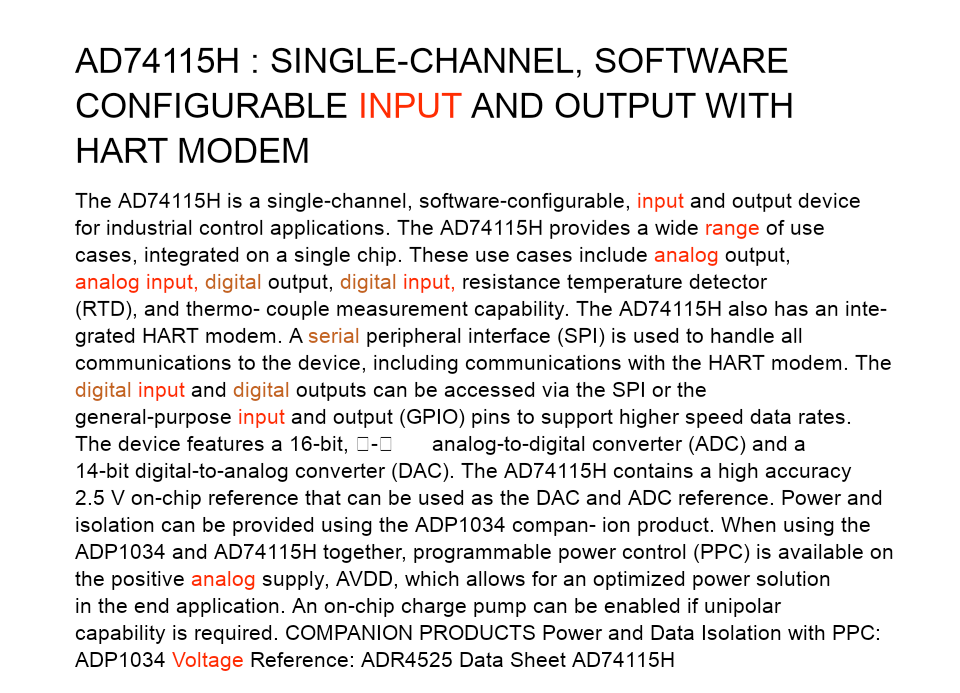 AD74115H : SINGLE-CHANNEL, SOFTWARE
CONFIGURABLE INPUT AND OUTPUT WITH
HART MODEM
The AD74115H is a single-channel, software-configurable, input and output device
for industrial control applications. The AD74115H provides a wide range of use
cases, integrated on a single chip. These use cases include analog output,
analog input, digital output, digital input, resistance temperature detector
(RTD), and thermo- couple measurement capability. The AD74115H also has an inte-
grated HART modem. A serial peripheral interface (SPI) is used to handle all
communications to the device, including communications with the HART modem. The
digital input and digital outputs can be accessed via the SPI or the
general-purpose input and output (GPIO) pins to support higher speed data rates.
The device features a 16-bit, □-□ analog-to-digital converter (ADC) and a
14-bit digital-to-analog converter (DAC). The AD74115H contains a high accuracy
2.5 V on-chip reference that can be used as the DAC and ADC reference. Power and
isolation can be provided using the ADP1034 compan- ion product. When using the
ADP1034 and AD74115H together, programmable power control (PPC) is available on
the positive analog supply, AVDD, which allows for an optimized power solution
in the end application. An on-chip charge pump can be enabled if unipolar
capability is required. COMPANION PRODUCTS Power and Data Isolation with PPC:
ADP1034 Voltage Reference: ADR4525 Data Sheet AD74115H